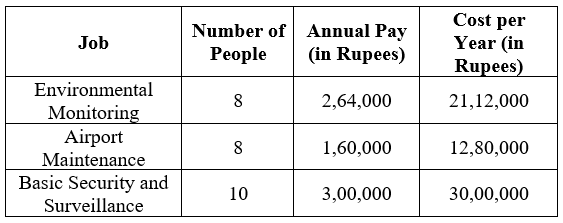 Job Number of People Annual Pay (in Rupees) Cost per Year (in Rupees)
Environmental Monitoring 8 2,64,000 21,12,000
Airport Maintenance 8 1,60,000 12,80,000
Basic Security and Surveillance 10 3,00,000 30,00,000